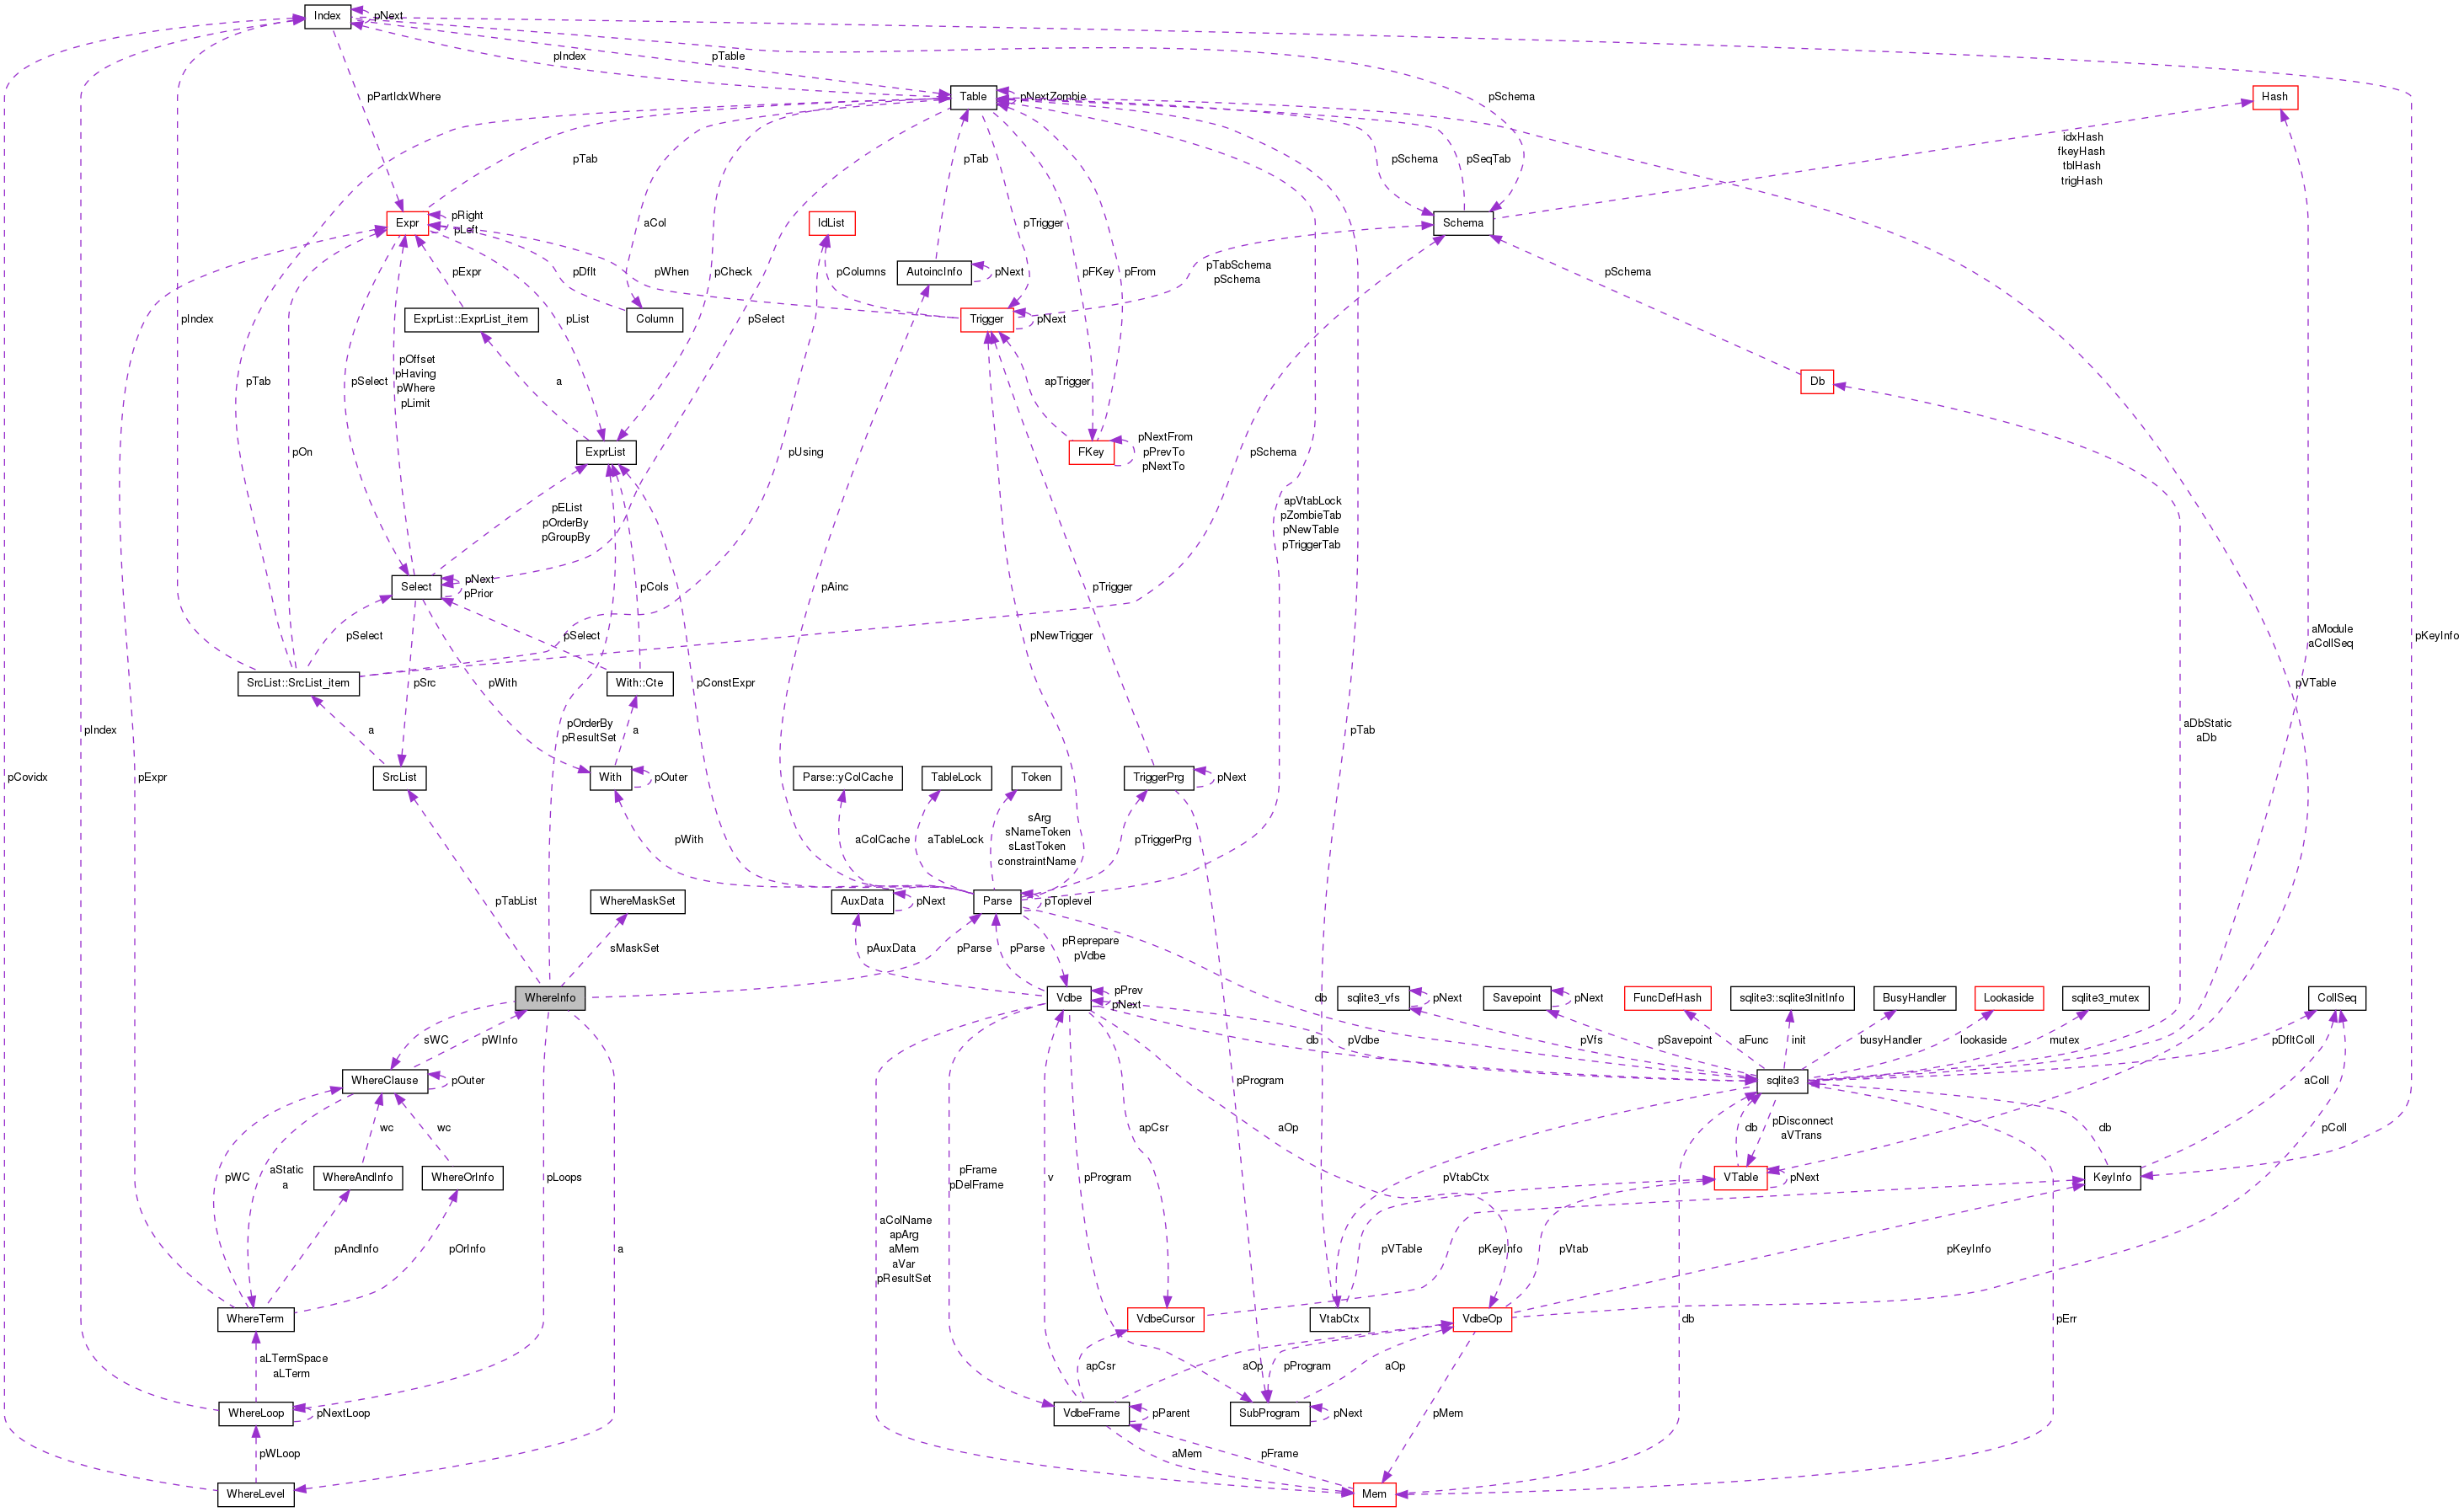 Index
pNext
pIndex
pTable
pPartIdxWhere
pSchema
Table
pNextZombie
Hash
idxHash
fkeyHash
tblHash
trigHash
pTab
pTab
pSchema
pSeqTab
Expr
pRight
pLeft
IdList
aCol
pTrigger
Schema
pExpr
pDflt
pWhen
pCheck
pColumns
AutoincInfo
pNext
pFKey
pFrom
pTabSchema
pSchema
pSchema
pIndex
ExprList::ExprList_item
pList
Column
pSelect
Trigger
pNext
pOffset
pHaving
pWhere
pLimit
pTab
pSelect
a
apTrigger
Db
pOn
ExprList
pUsing
FKey
pNextFrom
pPrevTo
pNextTo
pSchema
pEList
pOrderBy
pGroupBy
apVtabLock
pZombieTab
pNewTable
pTriggerTab
Select
pNext
pPrior
pCols
pAinc
pTrigger
pSelect
pSelect
pNewTrigger
aModule
aCollSeq
pKeyInfo
SrcList::SrcList_item
pSrc
pWith
With::Cte
pConstExpr
pVTable
pIndex
a
pOrderBy
pResultSet
a
pTab
aDbStatic
aDb
pCovidx
pExpr
SrcList
With
pOuter
Parse::yColCache
TableLock
Token
TriggerPrg
pNext
pWith
aColCache
aTableLock
sArg
sNameToken
sLastToken
constraintName
pTriggerPrg
pTabList
WhereMaskSet
AuxData
pNext
Parse
pToplevel
sMaskSet
pAuxData
pParse
pParse
pReprepare
pVdbe
WhereInfo
Vdbe
pPrev
pNext
db
sqlite3_vfs
pNext
Savepoint
pNext
FuncDefHash
sqlite3::sqlite3InitInfo
BusyHandler
Lookaside
sqlite3_mutex
CollSeq
sWC
pWInfo
db
pVdbe
pVfs
pSavepoint
aFunc
init
busyHandler
lookaside
mutex
pDfltColl
WhereClause
pOuter
pProgram
sqlite3
aColl
wc
wc
apCsr
aOp
pDisconnect
aVTrans
db
db
pColl
pWC
aStatic
a
WhereAndInfo
WhereOrInfo
pLoops
pFrame
pDelFrame
v
pProgram
pVtabCtx
VTable
pNext
KeyInfo
pAndInfo
pOrInfo
a
aColName
apArg
aMem
aVar
pResultSet
pVTable
pKeyInfo
pVtab
pKeyInfo
WhereTerm
VdbeCursor
VtabCtx
VdbeOp
db
pErr
aLTermSpace
aLTerm
apCsr
aOp
pProgram
aOp
WhereLoop
pNextLoop
VdbeFrame
pParent
SubProgram
pNext
pMem
pWLoop
aMem
pFrame
WhereLevel
Mem